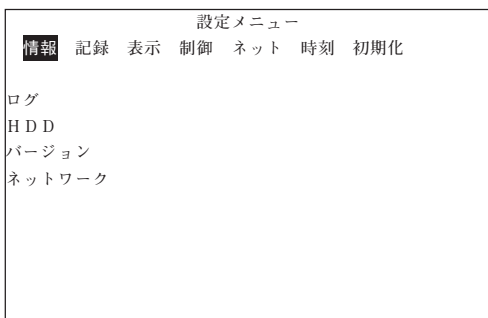 設定メニュー
情報 記録 表示 制御 ネット 時刻 初期化
ログ
ＨＤＤ
バージョン
ネットワーク